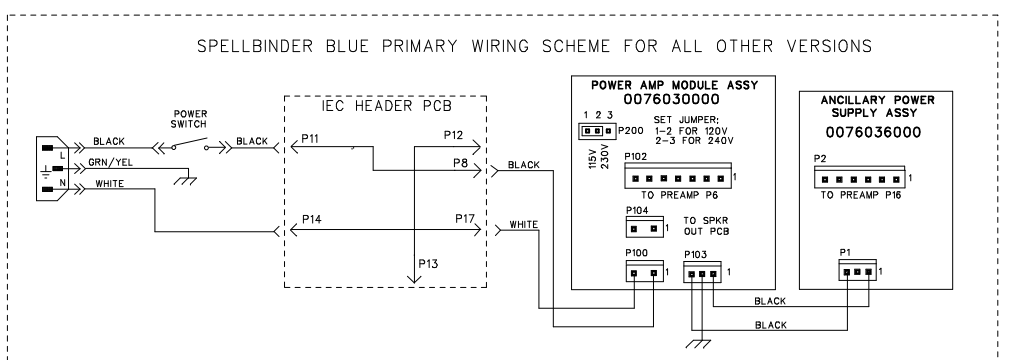 SPELLBINDER BLUE PRIMARY WIRING SCHEME FOR ALL OTHER VERSIONS
POWER AMP MODULE ASSY
0076030000
ANCILLARY POWER
SUPPLY ASSY
0076036000
IEC HEADER PCB
POWER
SWITCH
1 2 3
P200
SET JUMPER;
1-2 FOR 120V
2-3 FOR 240V
115V
230V
L
BLACK
BLACK
P11
P12
GRN/YEL
P8
BLACK
N
WHITE
P102
1
TO PREAMP P6
P2
1
TO PREAMP P16
P14
P17
WHITE
P104
1
TO SPKR
OUT PCB
P13
P100
1
P103
1
P1
1
BLACK
BLACK